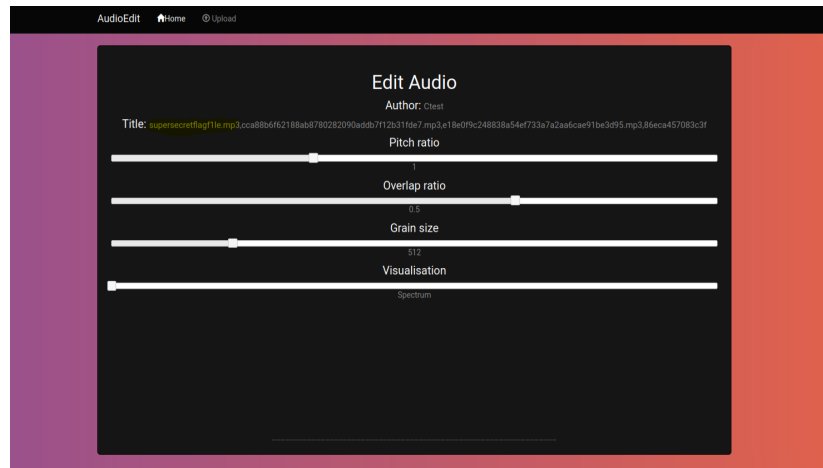 AudioEdit Home Upload
Edit Audio
Author: Ctest
Title: supersecretflagf1le.mp3,cca88b6f62188ab8780282090addb7f12b31fde7.mp3,e18e0f9c248838a54ef733a7a2aa6cae91be3d95.mp3,86eca457083c3f
Pitch ratio
1
Overlap ratio
0.5
Grain size
512
Visualisation
Spectrum